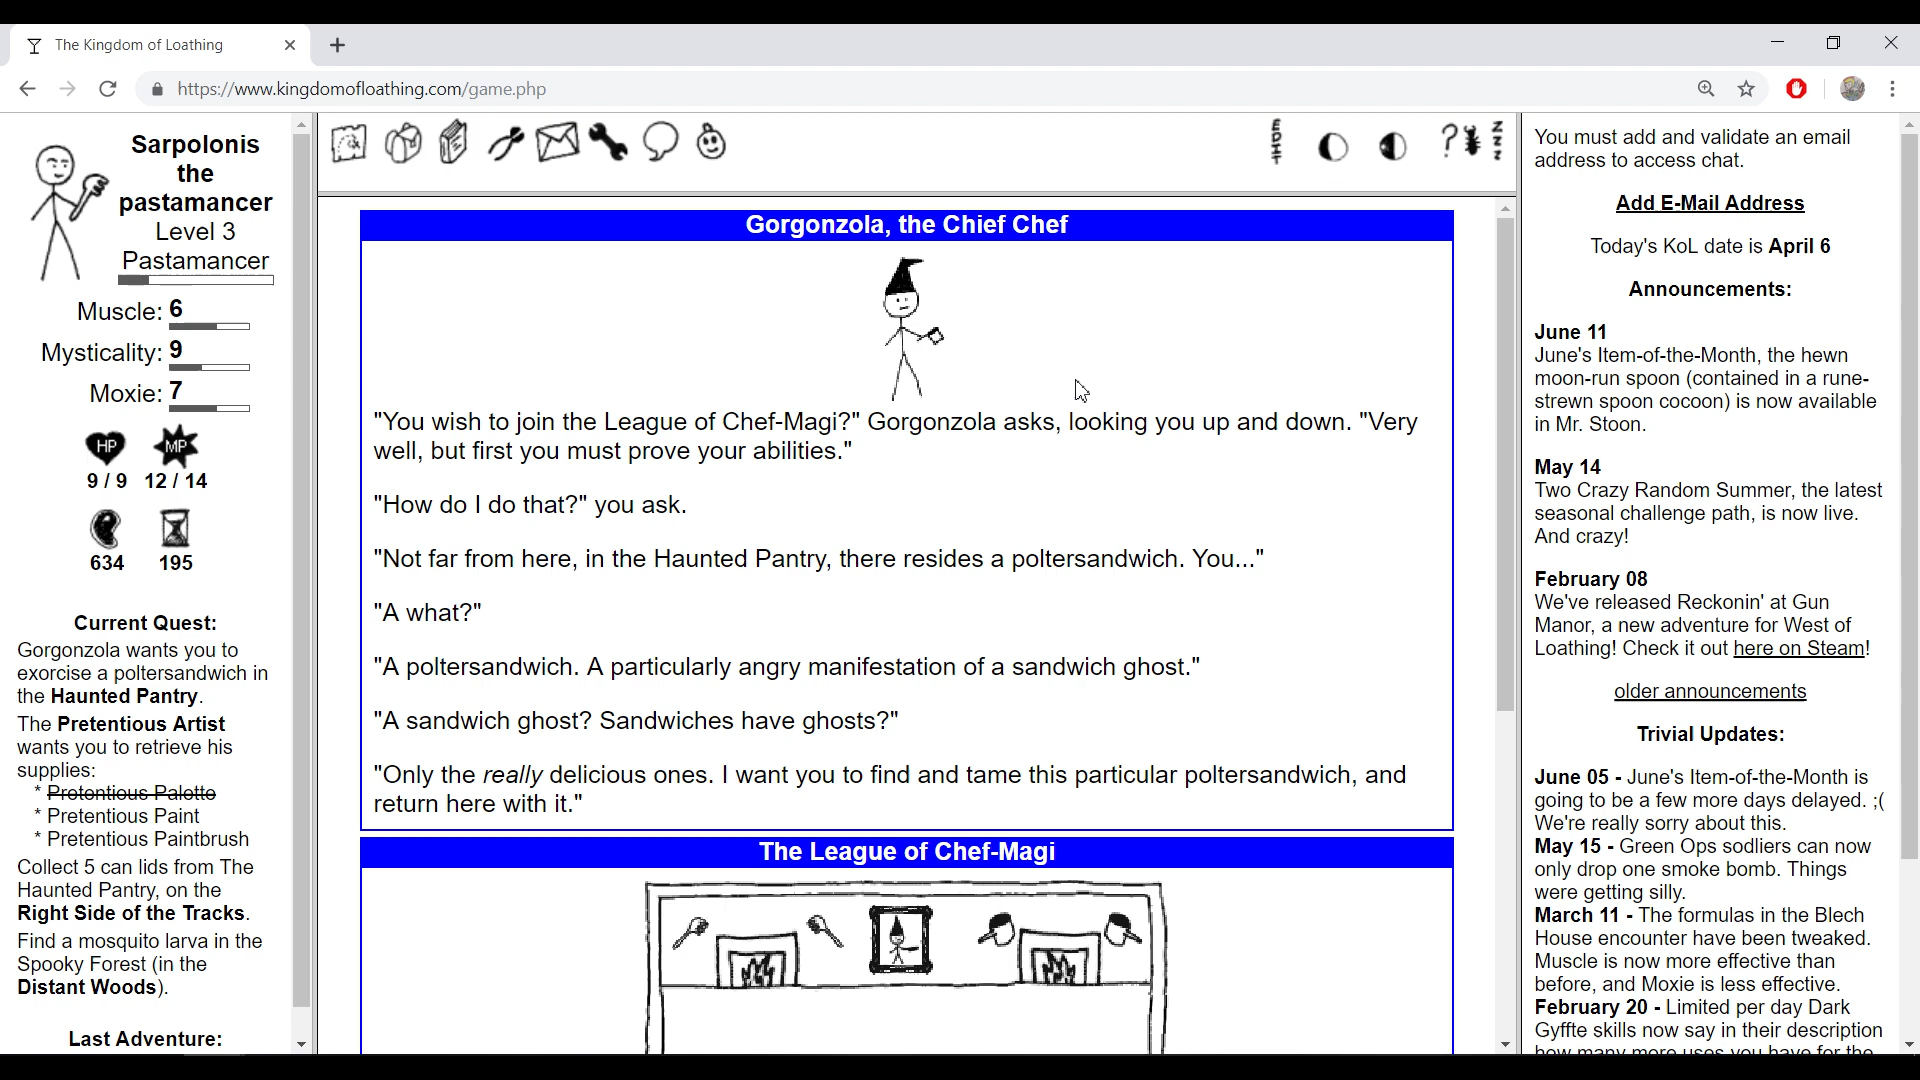 The Kingdom of Loathing
https://www.kingdomofloathing.com/game.php
Sarpolonis
the
pastamancer
Level 3
Pastamancer
Muscle: 6
Mysticality: 9
Moxie: 7
HP MP
9 / 9 12 / 14
634 195
Current Quest:
Gorgonzola wants you to
exorcise a poltersandwich in
the Haunted Pantry.
The Pretentious Artist
wants you to retrieve his
supplies:
* Pretentious Palette
* Pretentious Paint
* Pretentious Paintbrush
Collect 5 can lids from The
Haunted Pantry, on the
Right Side of the Tracks.
Find a mosquito larva in the
Spooky Forest (in the
Distant Woods).
Last Adventure:
EDIT
? ZZZ
Gorgonzola, the Chief Chef
"You wish to join the League of Chef-Magi?" Gorgonzola asks, looking you up and down. "Very
well, but first you must prove your abilities."
"How do I do that?" you ask.
"Not far from here, in the Haunted Pantry, there resides a poltersandwich. You..."
"A what?"
"A poltersandwich. A particularly angry manifestation of a sandwich ghost."
"A sandwich ghost? Sandwiches have ghosts?"
"Only the really delicious ones. I want you to find and tame this particular poltersandwich, and
return here with it."
The League of Chef-Magi
You must add and validate an email
address to access chat.
Add E-Mail Address
Today's KoL date is April 6
Announcements:
June 11
June's Item-of-the-Month, the hewn
moon-run spoon (contained in a rune-
strewn spoon cocoon) is now available
in Mr. Stoon.
May 14
Two Crazy Random Summer, the latest
seasonal challenge path, is now live.
And crazy!
February 08
We've released Reckonin' at Gun
Manor, a new adventure for West of
Loathing! Check it out here on Steam!
older announcements
Trivial Updates:
June 05 - June's Item-of-the-Month is
going to be a few more days delayed. ;(
We're really sorry about this.
May 15 - Green Ops sodliers can now
only drop one smoke bomb. Things
were getting silly.
March 11 - The formulas in the Blech
House encounter have been tweaked.
Muscle is now more effective than
before, and Moxie is less effective.
February 20 - Limited per day Dark
Gyffte skills now say in their description
how many more uses you have for the